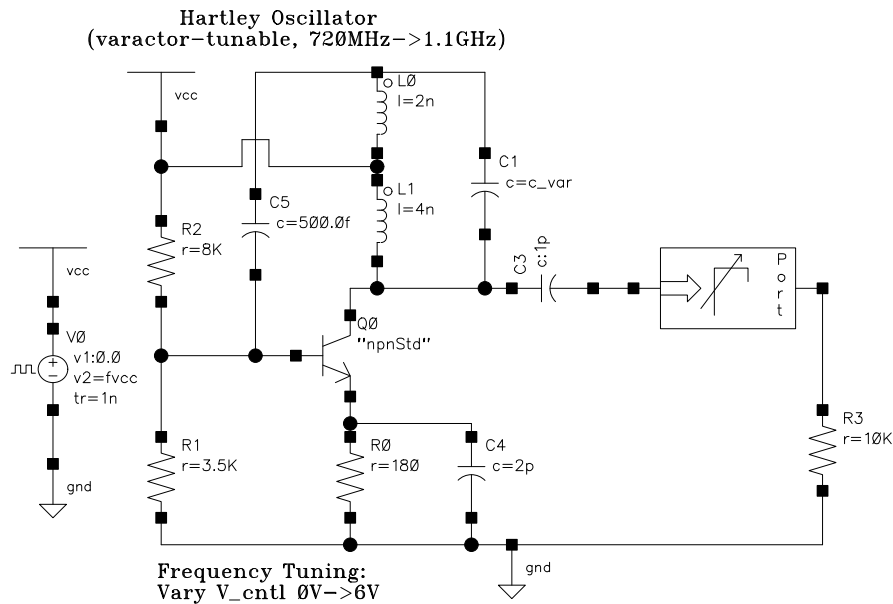 Hartley Oscillator
(varactor-tunable, 720MHz->1.1GHz)
vcc
L0
l=2n
C1
c=c_var
L1
l=4n
C5
c=500.0f
R2
r=8K
C3
c:1p
Port
vcc
Q0
"npnStd"
V0
v1:0.0
v2=fvcc
tr=1n
R1
r=3.5K
R0
r=180
C4
c=2p
R3
r=10K
gnd
gnd
Frequency Tuning:
Vary V_cntl 0V->6V